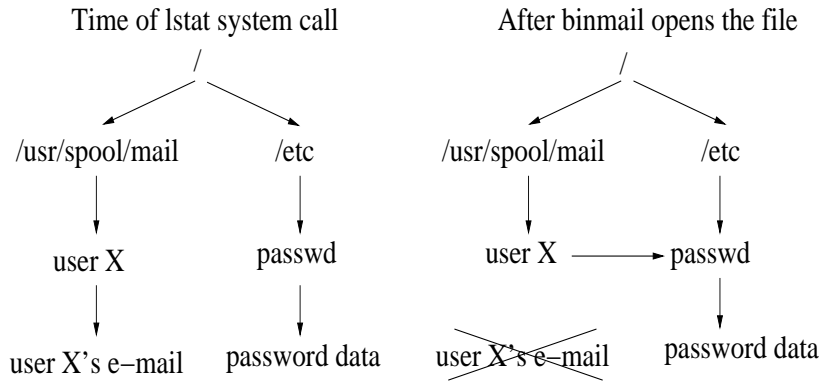 Time of lstat system call
/
/usr/spool/mail /etc
user X passwd
user X's e−mail password data
After binmail opens the file
/
/usr/spool/mail /etc
user X passwd
user X's e−mail password data